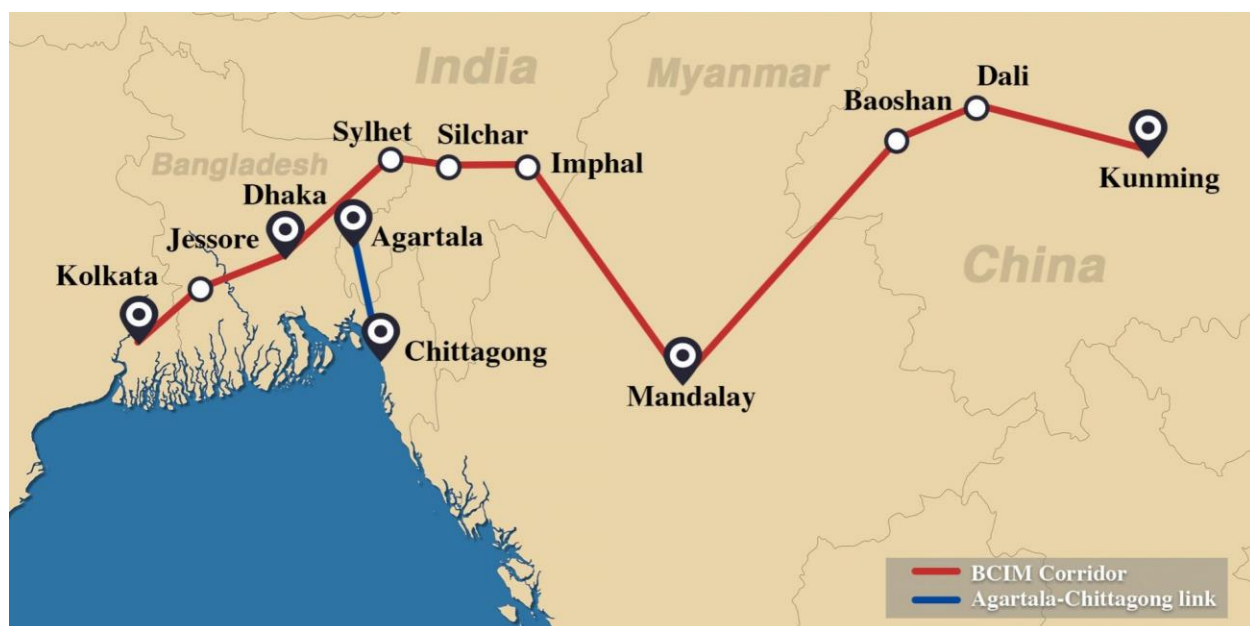 India
Myanmar
Dali
Baoshan
Sylhet
Silchar
Bangladesh
Imphal
Kunming
Dhaka
Jessore
Agartala
China
Kolkata
Chittagong
Mandalay
BCIM Corridor
Agartala-Chittagong link